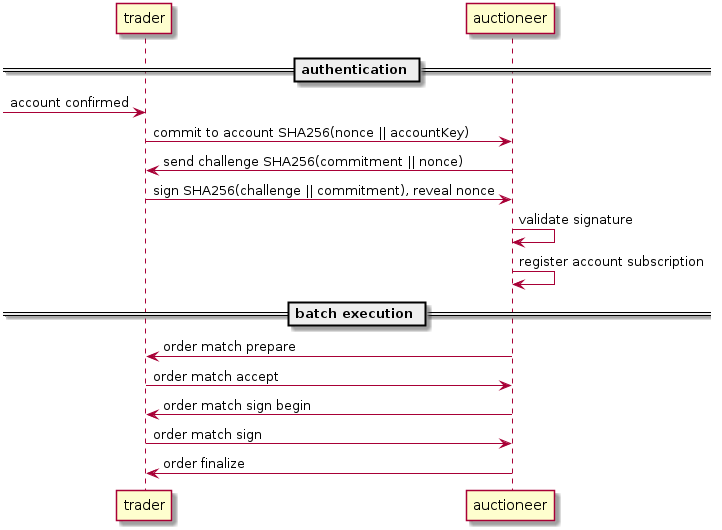 trader auctioneer
authentication
account confirmed
commit to account SHA256(nonce || accountKey)
send challenge SHA256(commitment || nonce)
sign SHA256(challenge || commitment), reveal nonce
validate signature
register account subscription
batch execution
order match prepare
order match accept
order match sign begin
order match sign
order finalize
trader auctioneer